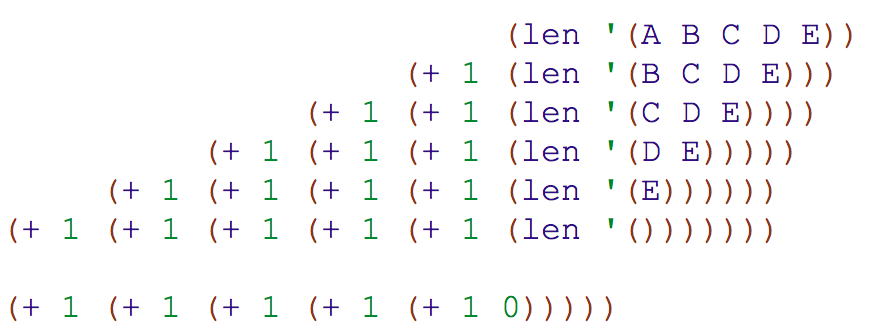 (len '(A B C D E))
(+ 1 (len '(B C D E)))
(+ 1 (+ 1 (len '(C D E))))
(+ 1 (+ 1 (+ 1 (len '(D E)))))
(+ 1 (+ 1 (+ 1 (+ 1 (len '(E))))))
(+ 1 (+ 1 (+ 1 (+ 1 (+ 1 (len '()))))))
(+ 1 (+ 1 (+ 1 (+ 1 (+ 1 0)))))